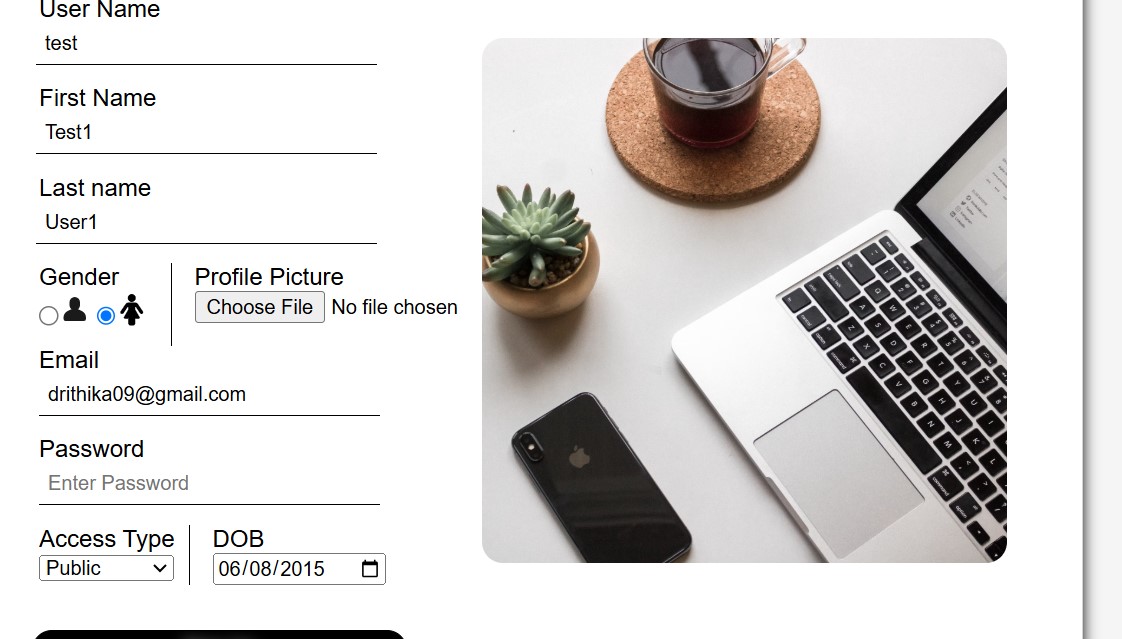 User Name
test
First Name
Test1
Last name
User1
Gender
Profile Picture
Choose File No file chosen
Email
drithika09@gmail.com
Password
Enter Password
Access Type
DOB
Public
06/08/2015